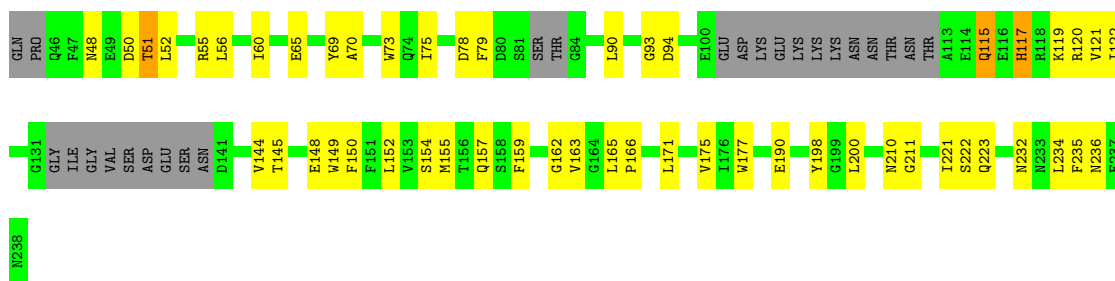 GLN PRO Q46 F47 N48 E49 D50 T51 L52 R55 L56 I60 E65 Y69 A70 W73 Q74 I75 D78 F79 D80 S81 SER THR G84 L90 G93 D94 E100 GLU ASP LYS GLU LYS LYS LYS ASN ASN THR ASN THR A113 E114 Q115 E116 H117 R118 K119 R120 V121
G131 GLY ILE GLY VAL SER ASP GLU SER ASN D141 V144 T145 E148 W149 F150 F151 L152 V153 S154 M155 T156 Q157 S158 F159 G162 V163 G164 L165 P166 L171 V175 I176 W177 E190 Y198 G199 L200 N210 G211 I221 S222 Q223 N232 N233 L234 F235 N236
N238